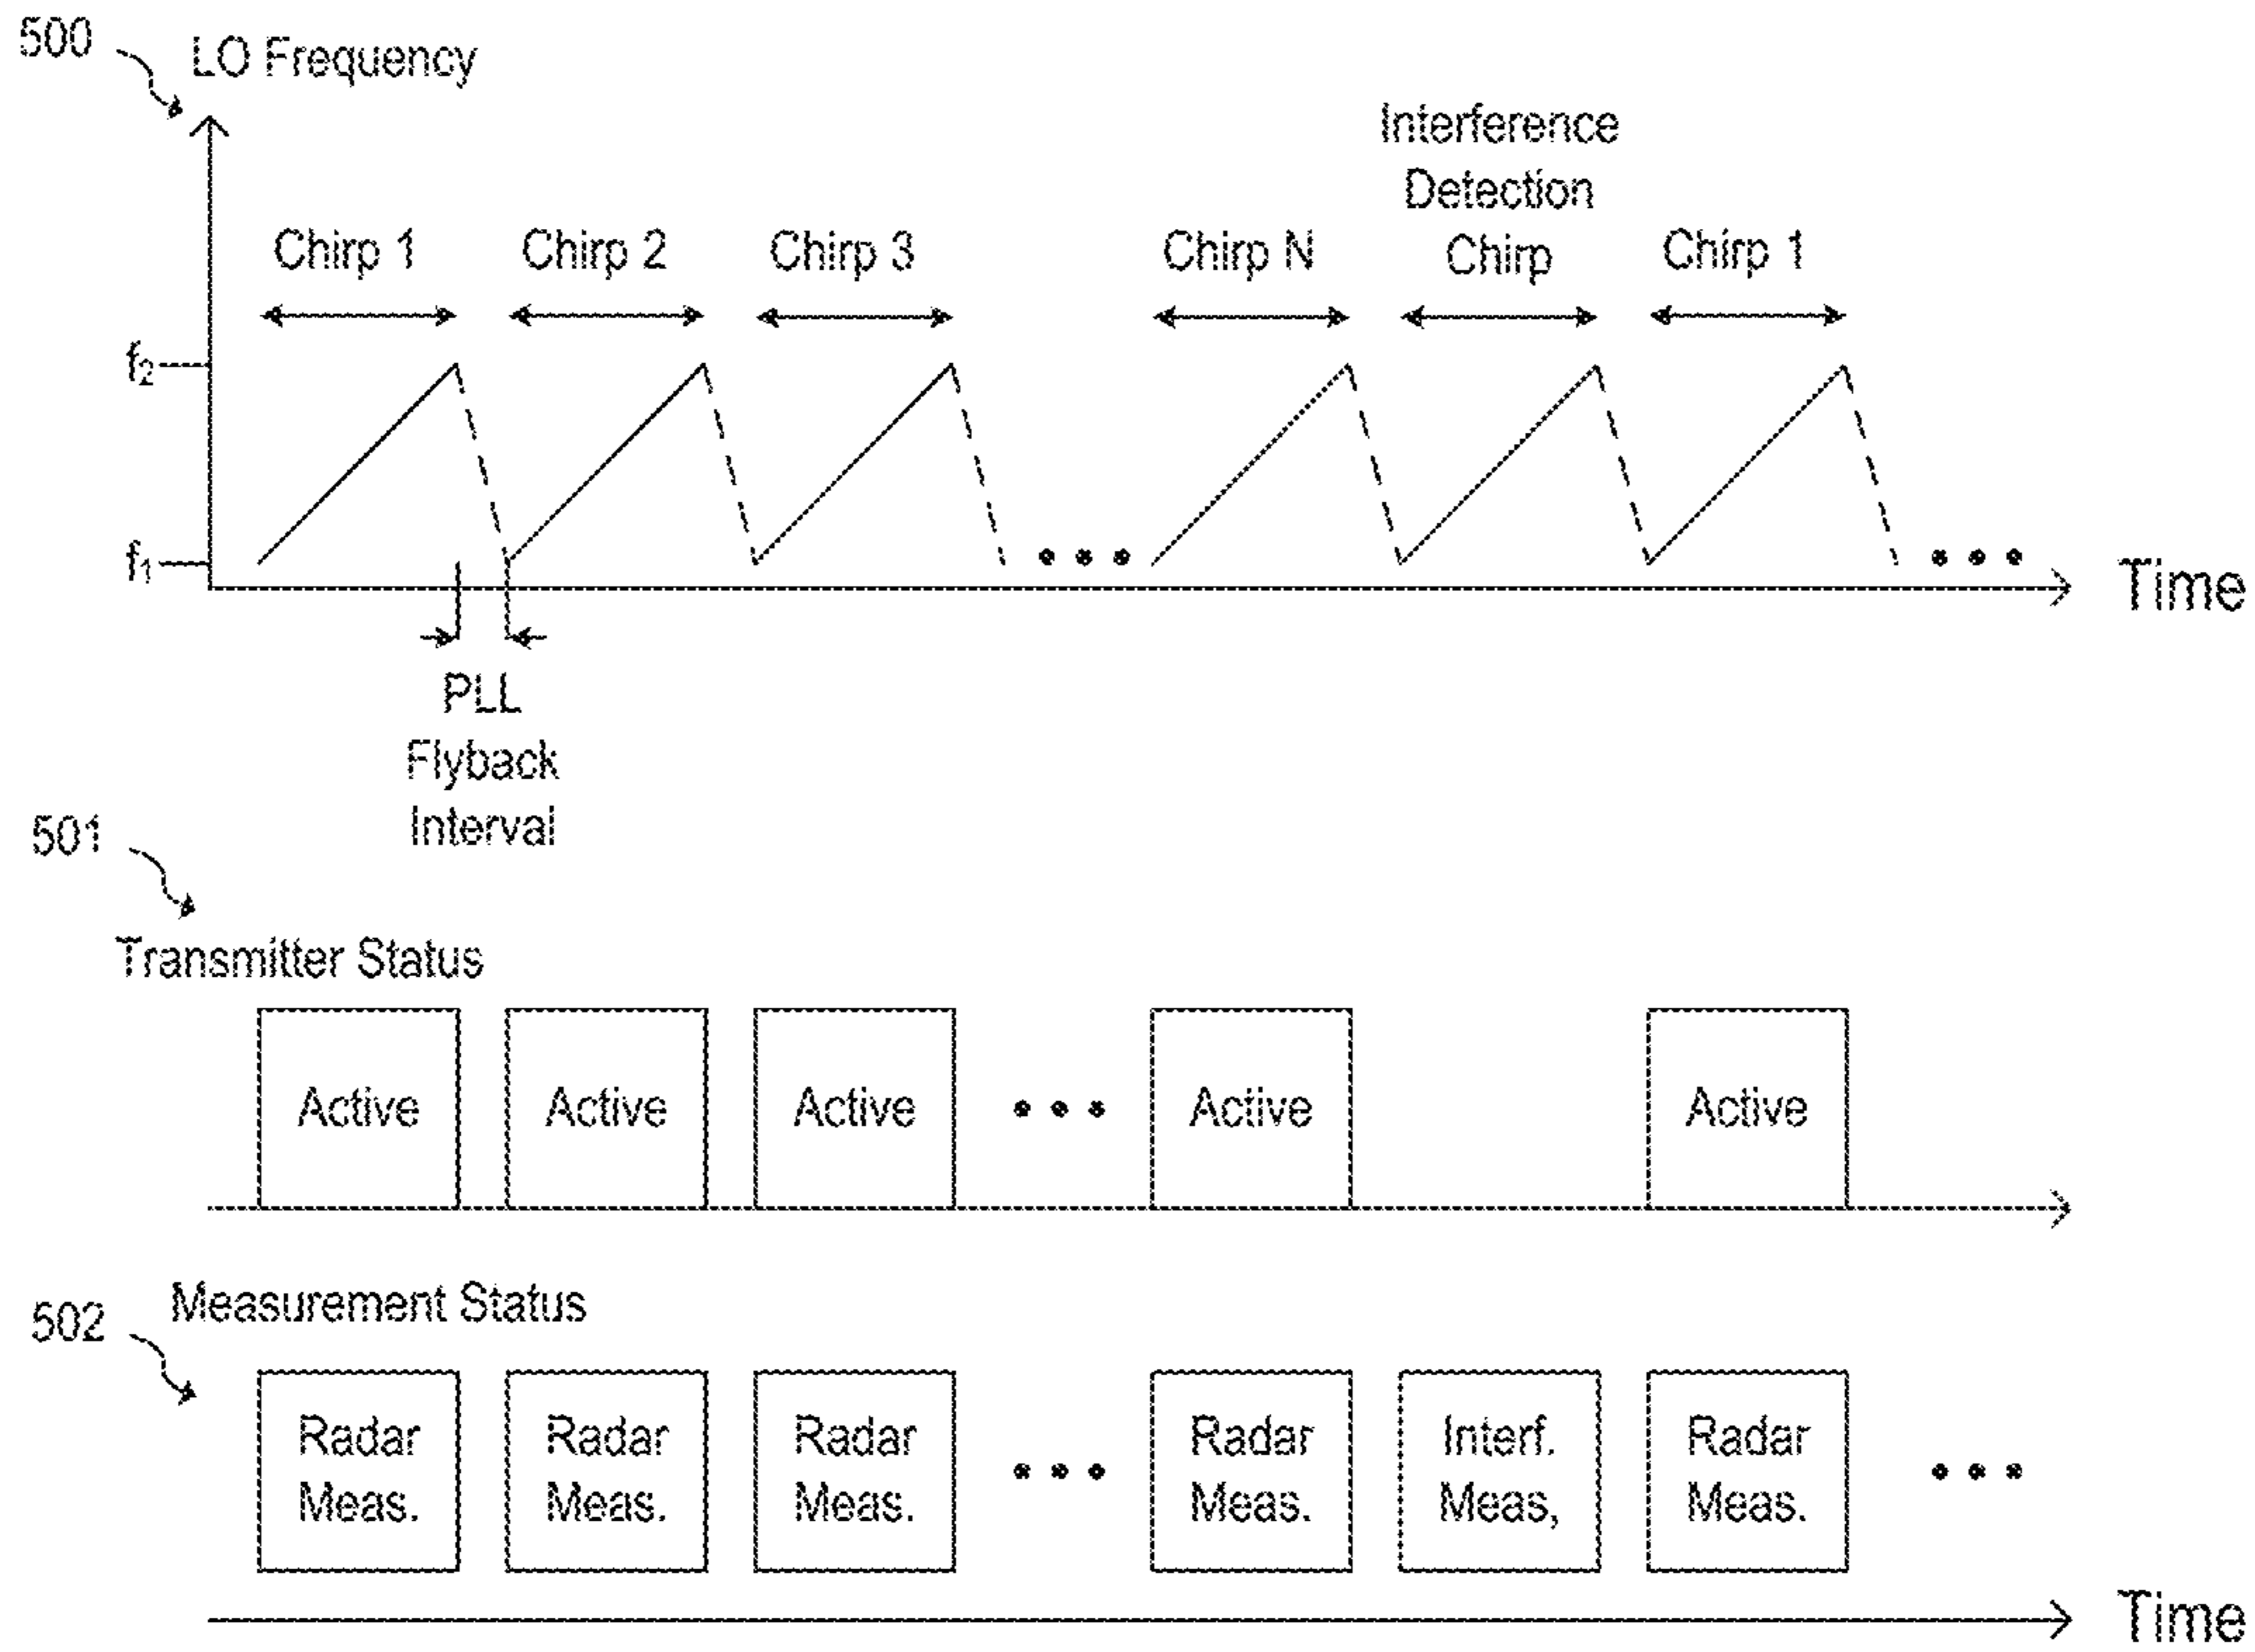 500
LO Frequency
Interference
Detection
Chirp
Chirp 1
Chirp 2
Chirp 3
Chirp N
Chirp 1
f2
f1
Time
PLL
Flyback
Interval
501
Transmitter Status
Active
Active
Active
Active
Active
502
Measurement Status
Radar
Meas.
Radar
Meas.
Radar
Meas.
Radar
Meas.
Interf.
Meas,
Radar
Meas.
Time